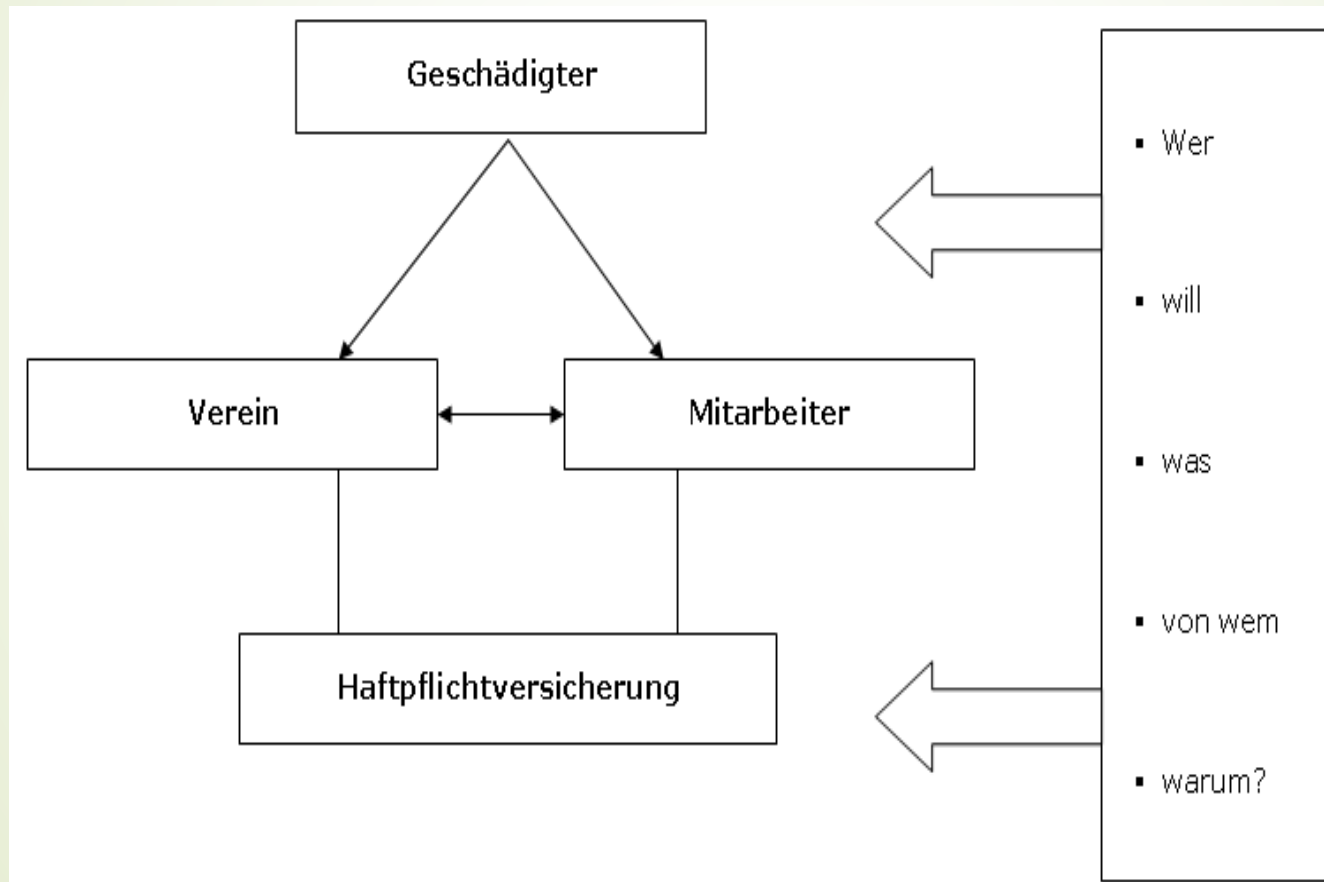 Geschädigter
Verein
Mitarbeiter
Haftpflichtversicherung
▪ Wer
▪ will
▪ was
▪ von wem
▪ warum?